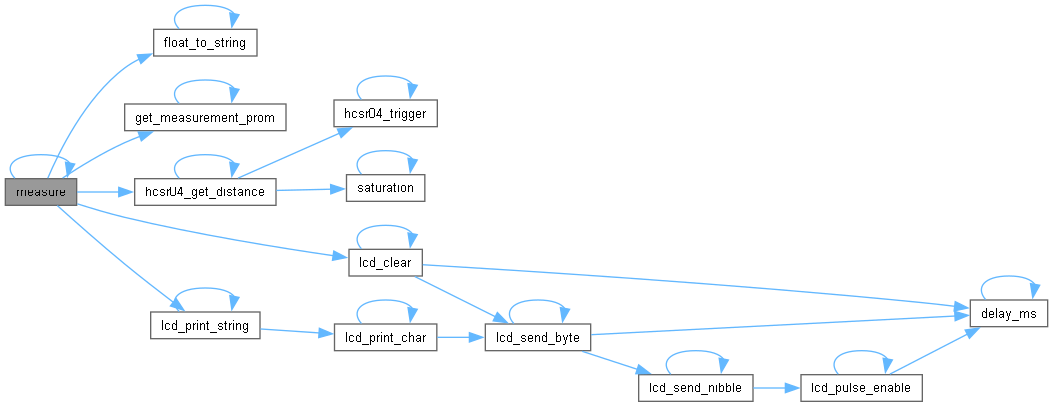 float_to_string
get_measurement_prom
hcsr04_trigger
measure
hcsr04_get_distance
saturation
lcd_clear
lcd_print_string
lcd_print_char
lcd_send_byte
delay_ms
lcd_send_nibble
lcd_pulse_enable